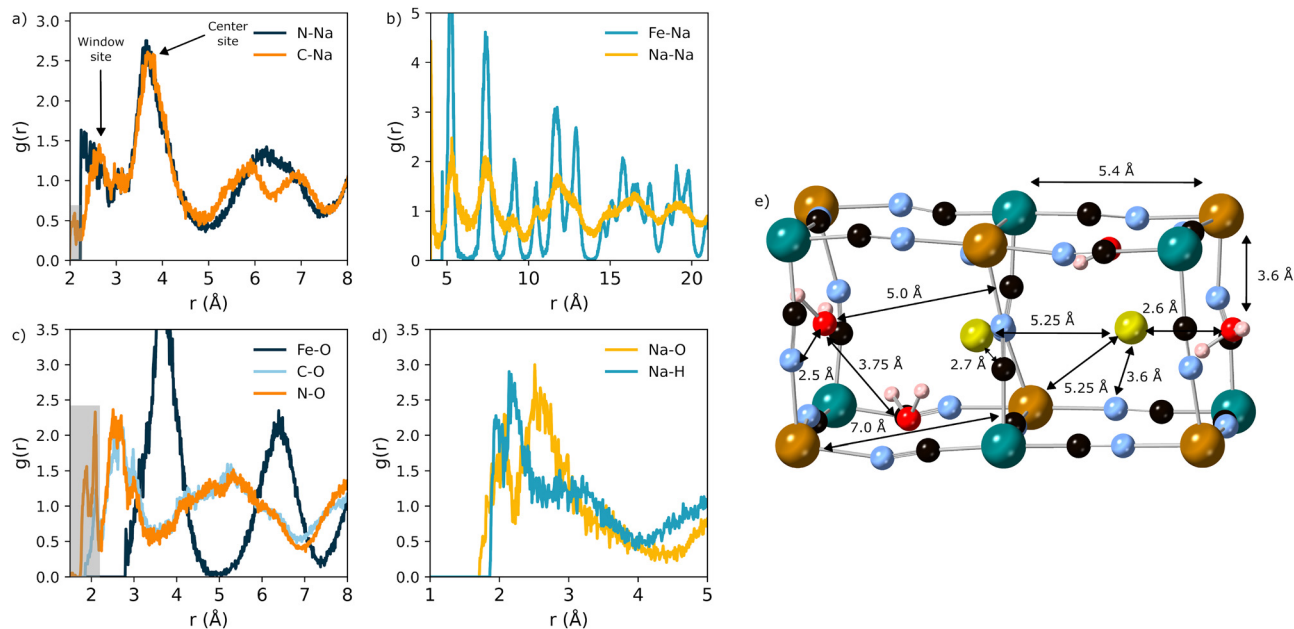 a)
3.0
2.5
2.0
1.5
1.0
0.5
0.0
g(r)
Window
site
Center
site
N-Na
C-Na
2 3 4 5 6 7 8
r (Å)
b)
5
4
3
2
1
0
g(r)
Fe-Na
Na-Na
5 10 15 20
r (Å)
c)
3.5
3.0
2.5
2.0
1.5
1.0
0.5
0.0
g(r)
Fe-O
C-O
N-O
2 3 4 5 6 7 8
r (Å)
d)
3.5
3.0
2.5
2.0
1.5
1.0
0.5
0.0
g(r)
Na-O
Na-H
1 2 3 4 5
r (Å)
e)
5.4 Å
3.6 Å
5.0 Å
5.25 Å
2.6 Å
2.5 Å
3.75 Å
2.7 Å
5.25 Å
3.6 Å
7.0 Å